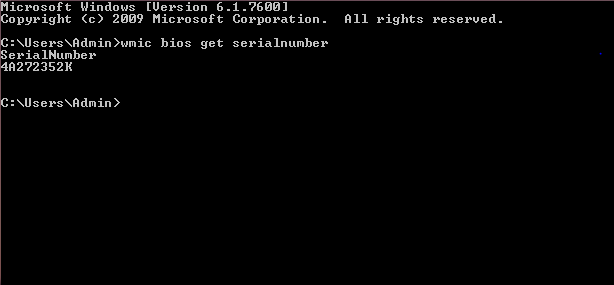 Microsoft Windows [Version 6.1.7600]
Copyright (c) 2009 Microsoft Corporation.  All rights reserved.
C:\Users\Admin>wmic bios get serialnumber
SerialNumber
4A272352K
C:\Users\Admin>